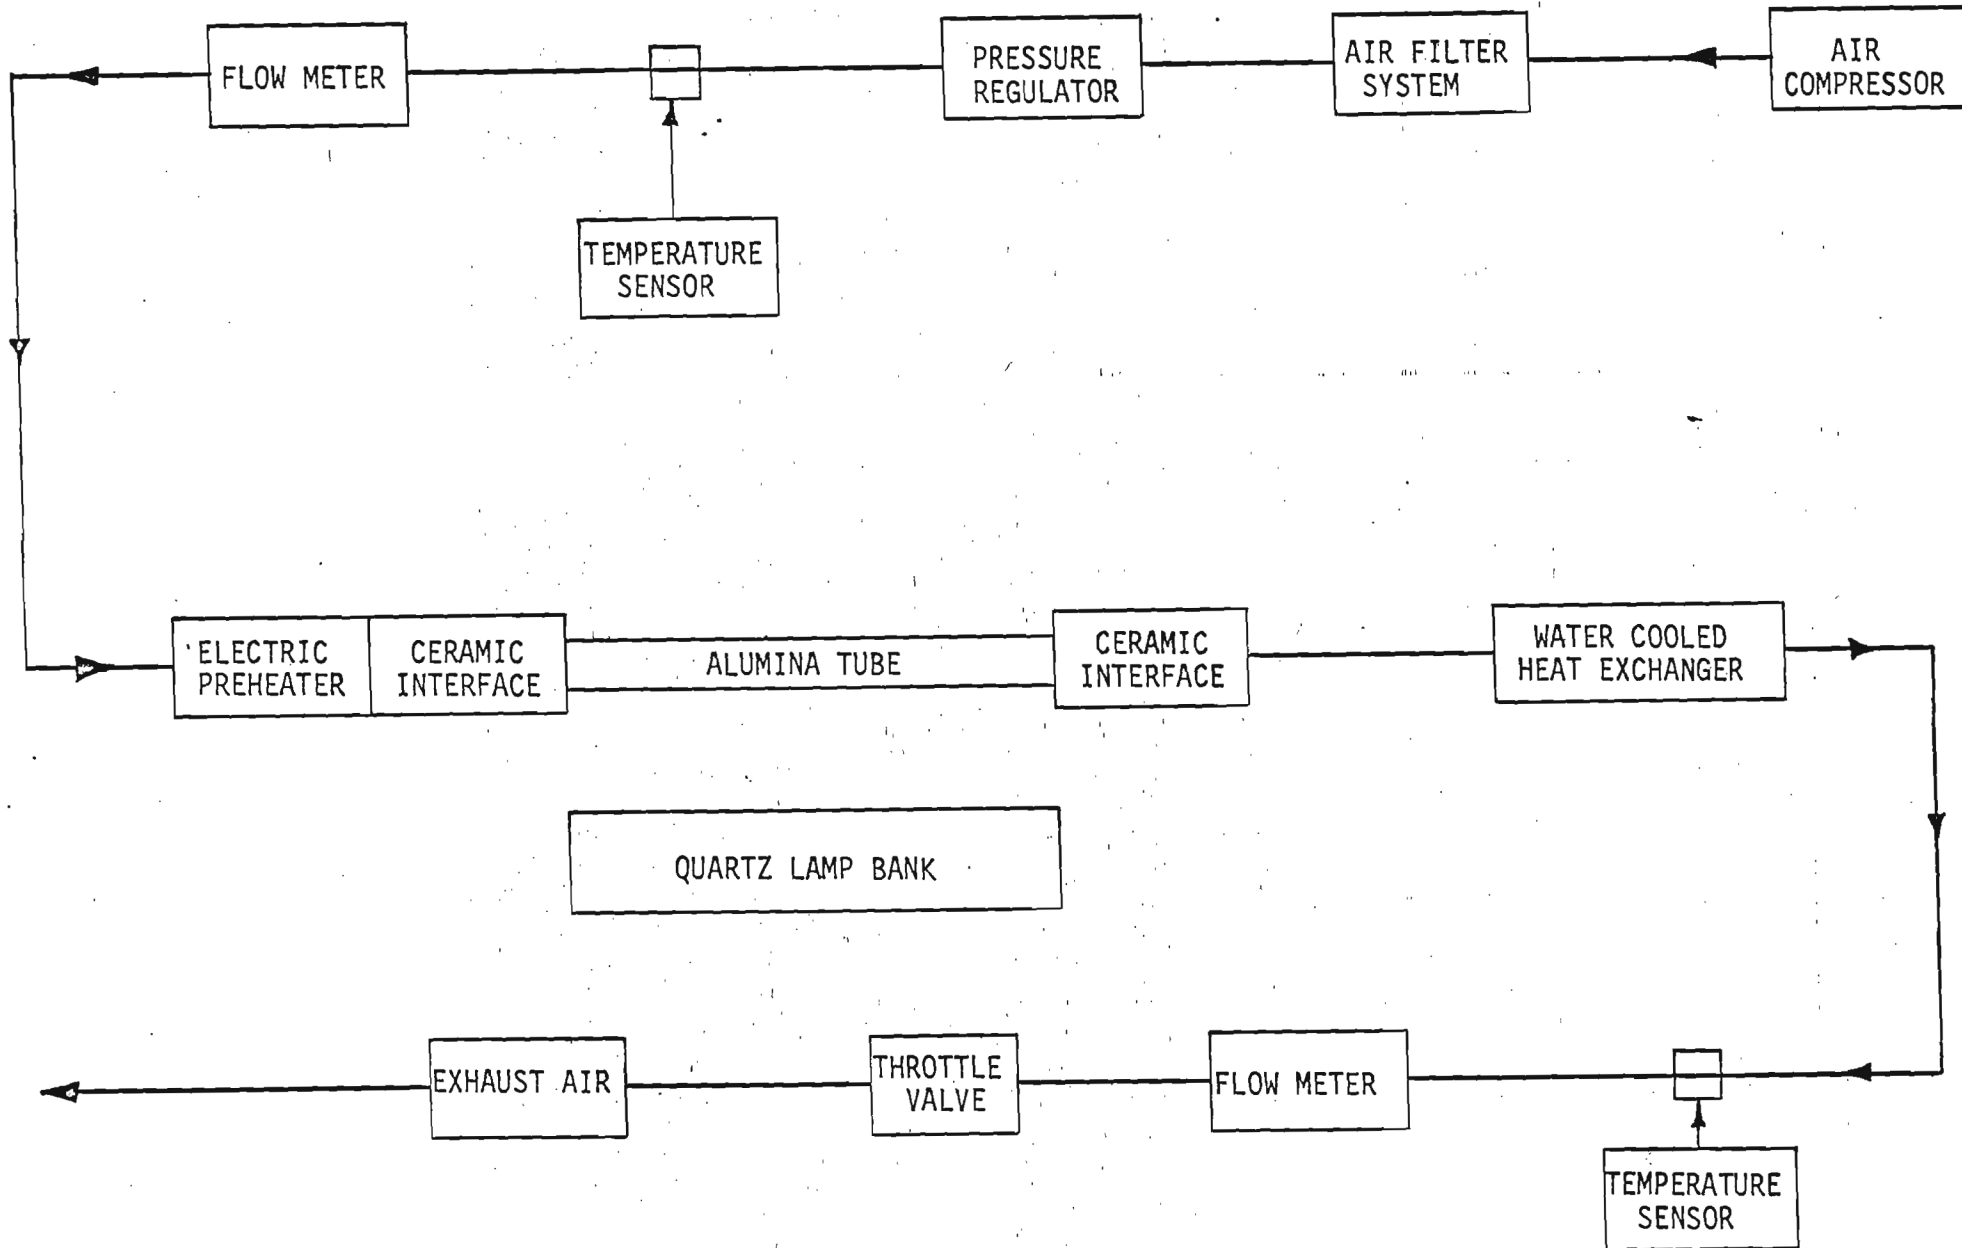 FLOW METER
PRESSURE
REGULATOR
AIR FILTER
SYSTEM
AIR
COMPRESSOR
TEMPERATURE
SENSOR
ELECTRIC
PREHEATER
CERAMIC
INTERFACE
ALUMINA TUBE
CERAMIC
INTERFACE
WATER COOLED
HEAT EXCHANGER
QUARTZ LAMP BANK
EXHAUST AIR
THROTTLE
VALVE
FLOW METER
TEMPERATURE
SENSOR